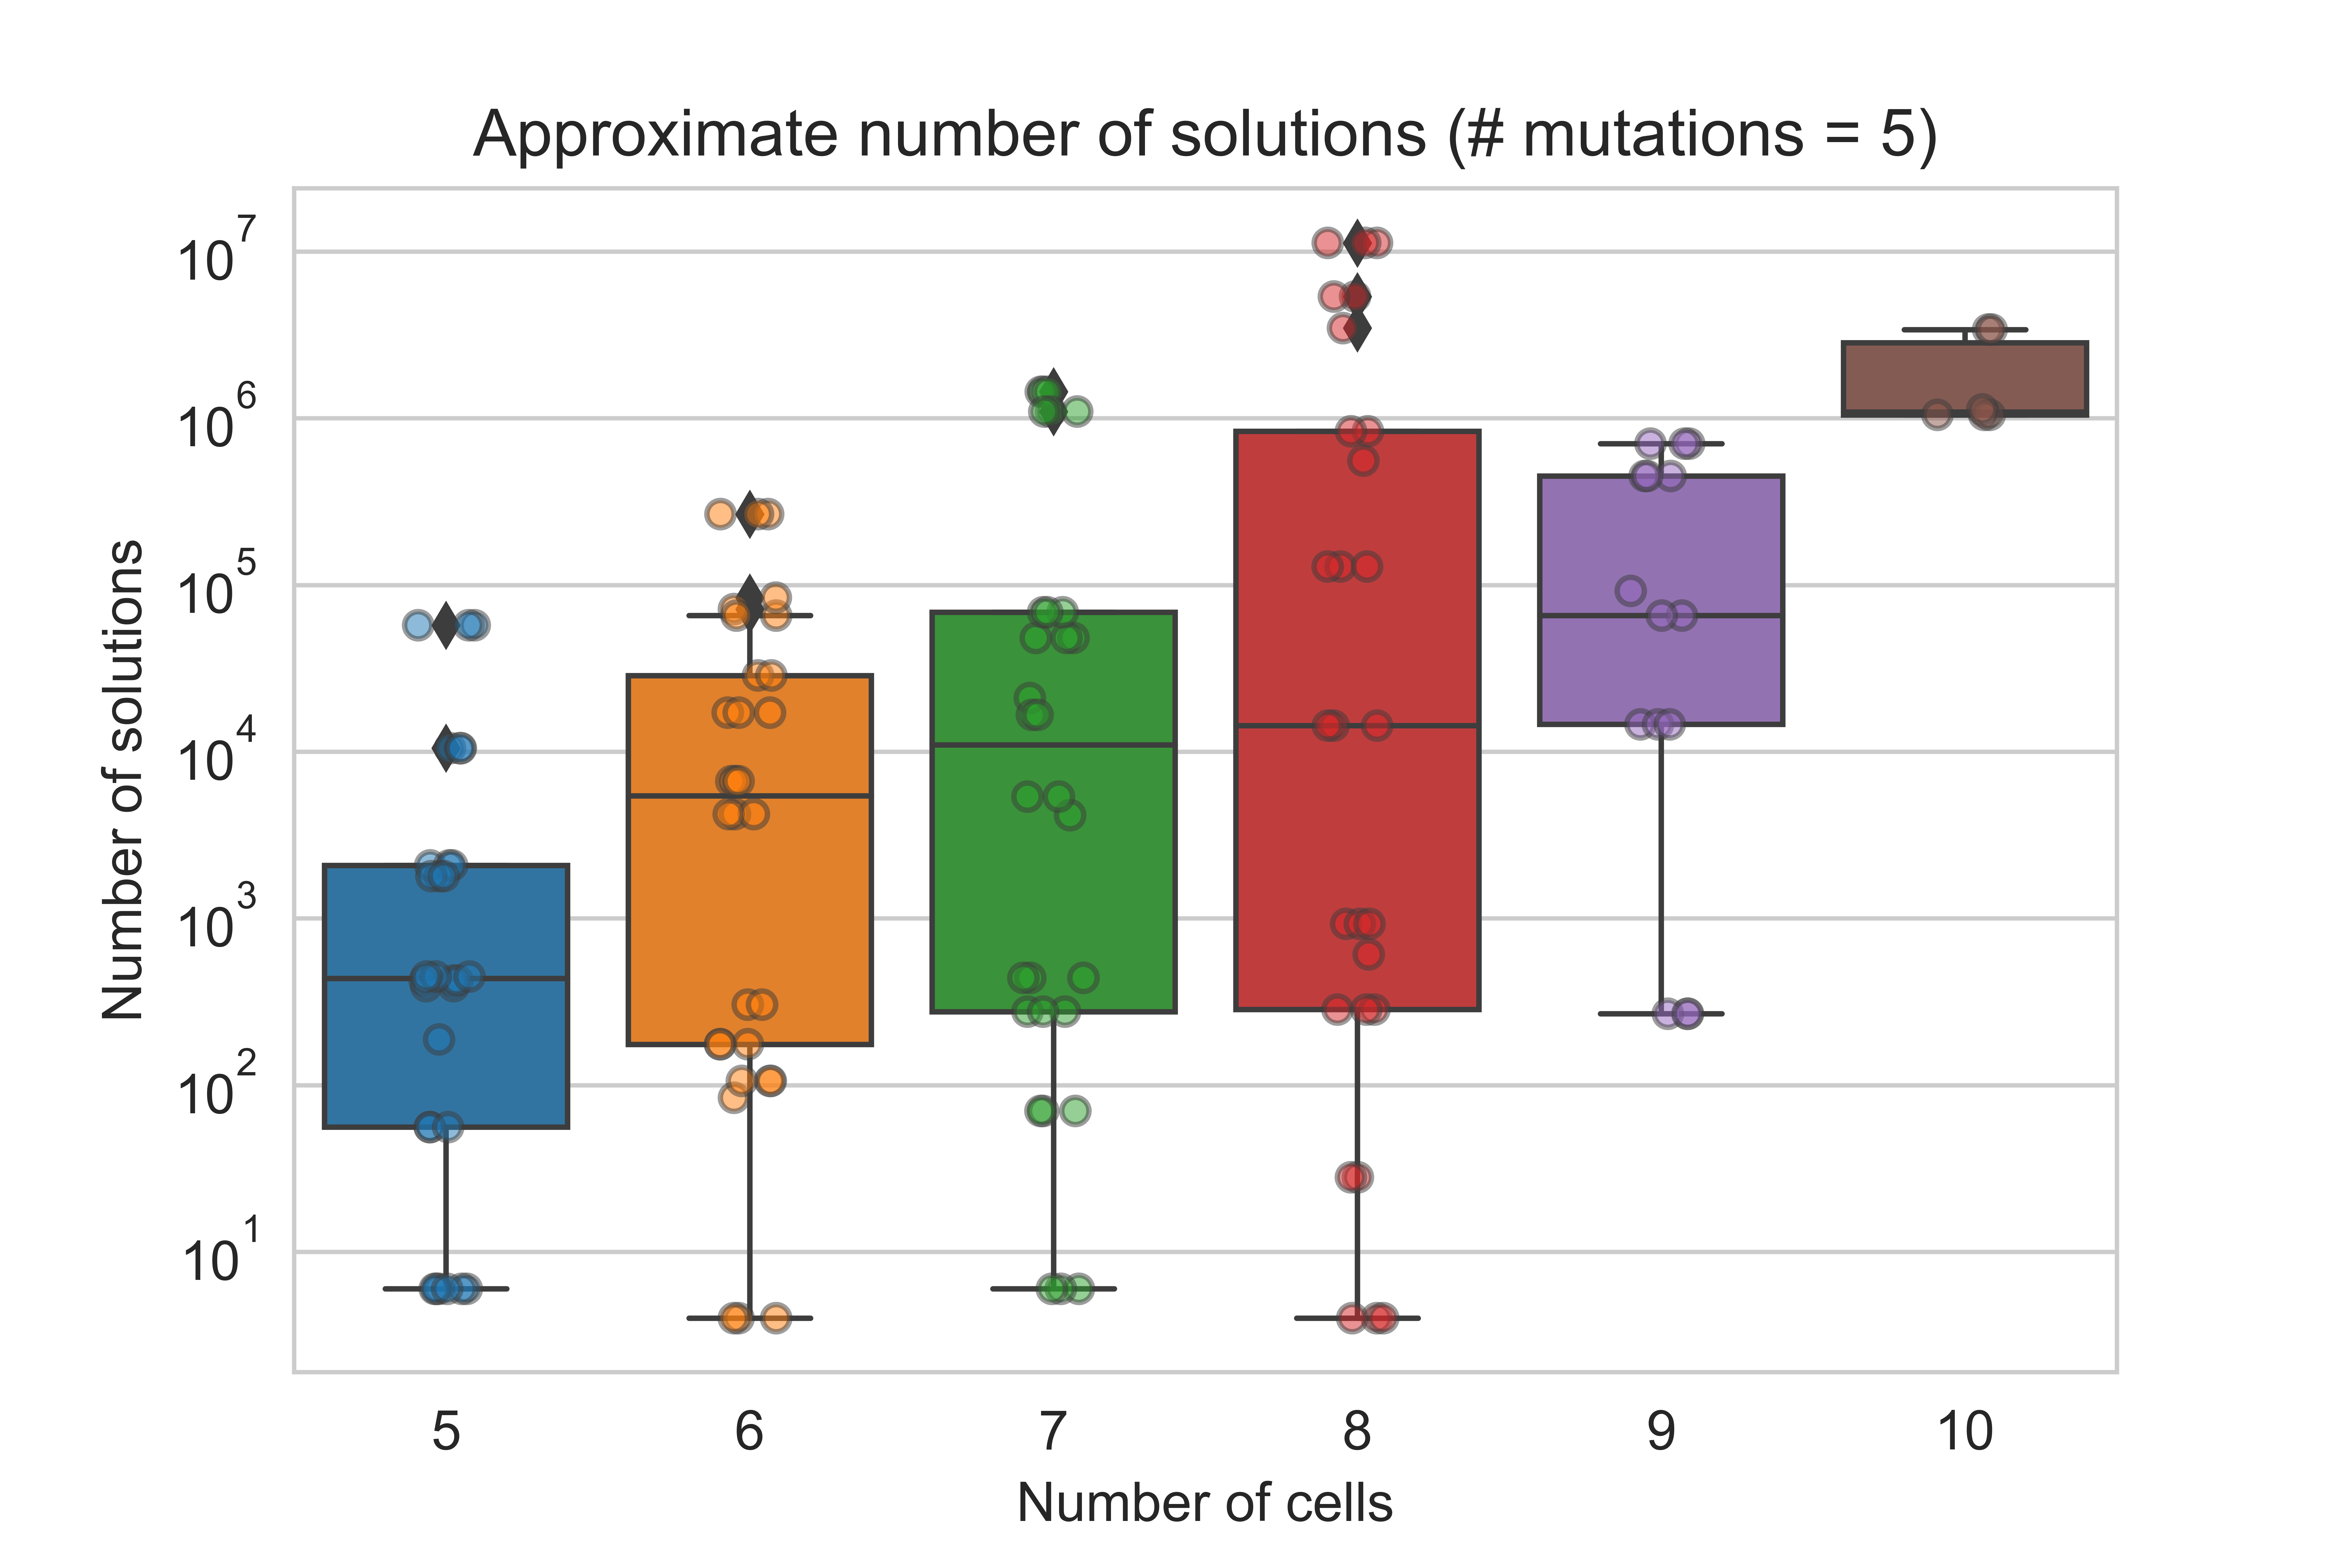 Approximate number of solutions (# mutations = 5)
Number of solutions
10^7
10^6
10^5
10^4
10^3
10^2
10^1
5 6 7 8 9 10
Number of cells